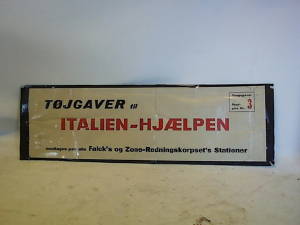 TØJGAVER til
3
ITALIEN-HJÆLPEN
modtages paa alle Falck's og Zone-Redningskorpset's Stationer